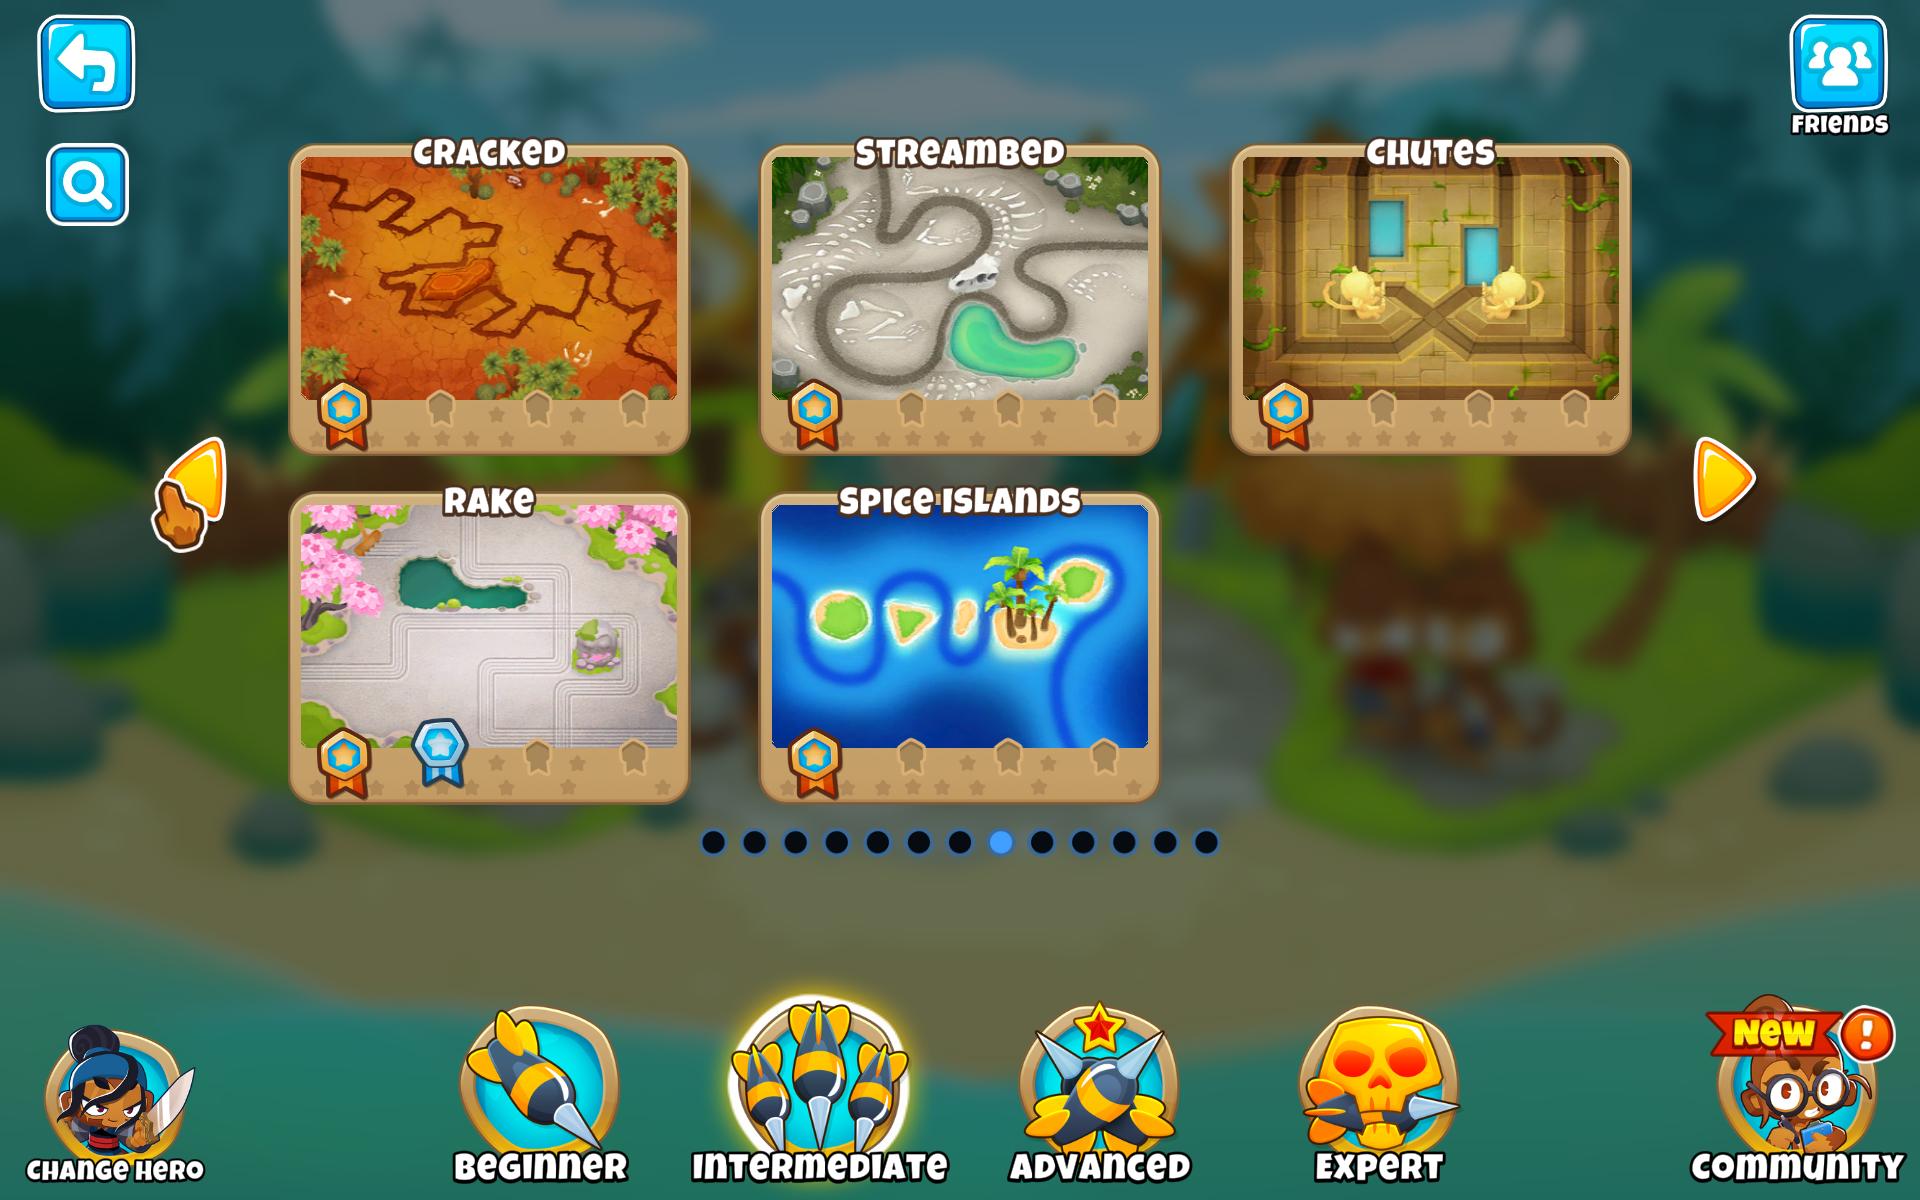 FRIENDS
CRACKED
STREAMBED
CHUTES
RAKE
SPICE ISLANDS
CHANGE HERO
BEGINNER
INTERMEDIATE
ADVANCED
EXPERT
NEW
!
COMMUNITY